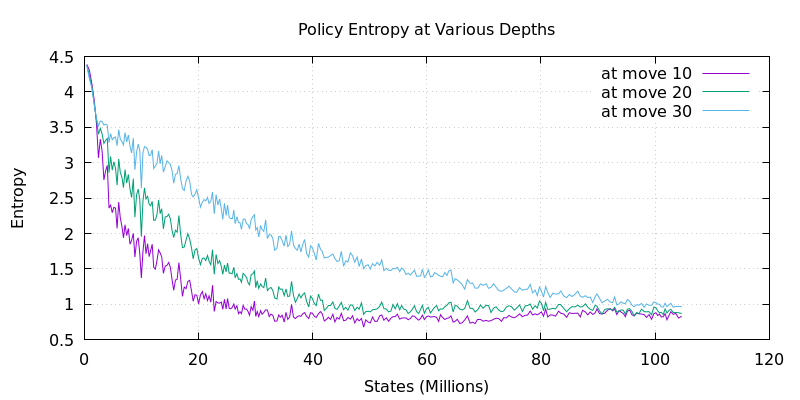 Policy Entropy at Various Depths
4.5
4
3.5
3
2.5
2
1.5
1
0.5
0
20
40
60
80
100
120
Entropy
States (Millions)
at move 10
at move 20
at move 30